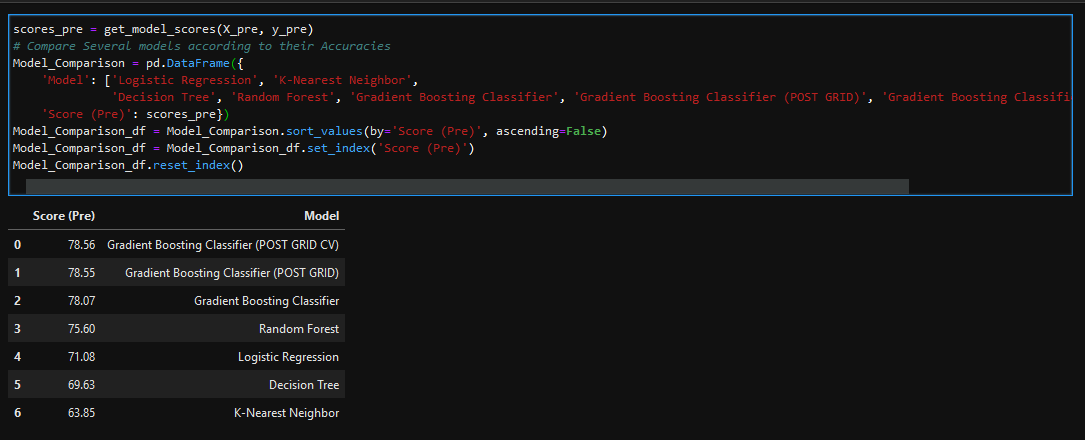 scores_pre = get_model_scores(X_pre, y_pre)
# Compare Several models according to their Accuracies
Model_Comparison = pd.DataFrame({
    'Model': ['Logistic Regression', 'K-Nearest Neighbor',
              'Decision Tree', 'Random Forest', 'Gradient Boosting Classifier', 'Gradient Boosting Classifier (POST GRID)', 'Gradient Boosting Classifi
    'Score (Pre)': scores_pre})
Model_Comparison_df = Model_Comparison.sort_values(by='Score (Pre)', ascending=False)
Model_Comparison_df = Model_Comparison_df.set_index('Score (Pre)')
Model_Comparison_df.reset_index()
Score (Pre) Model
0 78.56 Gradient Boosting Classifier (POST GRID CV)
1 78.55 Gradient Boosting Classifier (POST GRID)
2 78.07 Gradient Boosting Classifier
3 75.60 Random Forest
4 71.08 Logistic Regression
5 69.63 Decision Tree
6 63.85 K-Nearest Neighbor